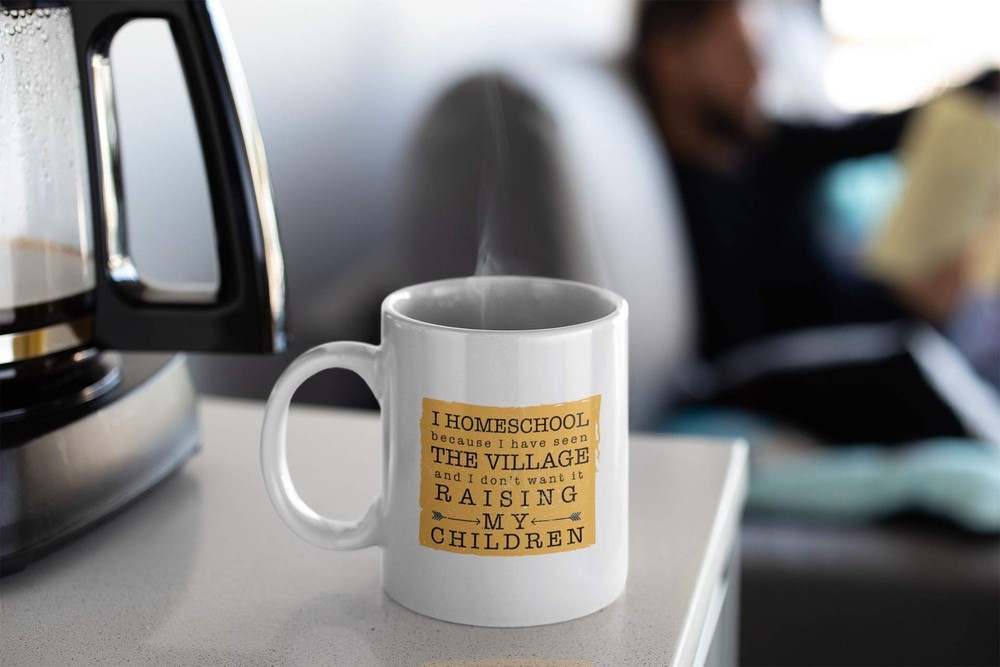 I HOMESCHOOL
because I have seen
THE VILLAGE
and I don't want it
RAISING
MY
CHILDREN